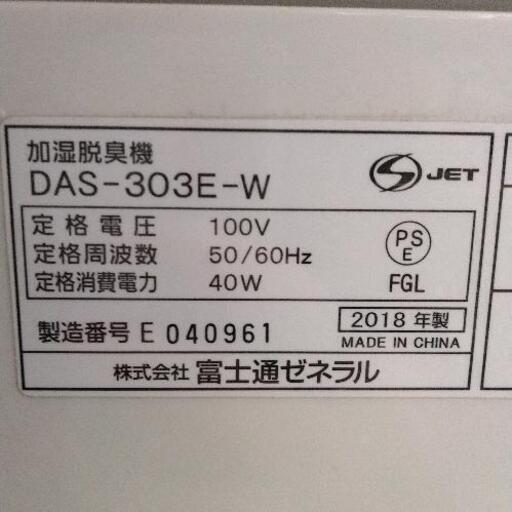 加湿脱臭機
DAS-303E-W
S JET
定格電圧 100V
定格周波数 50/60Hz
定格消費電力 40W
PS
E
FGL
製造番号 E 040961
2018 年製
MADE IN CHINA
株式会社 富士通ゼネラル